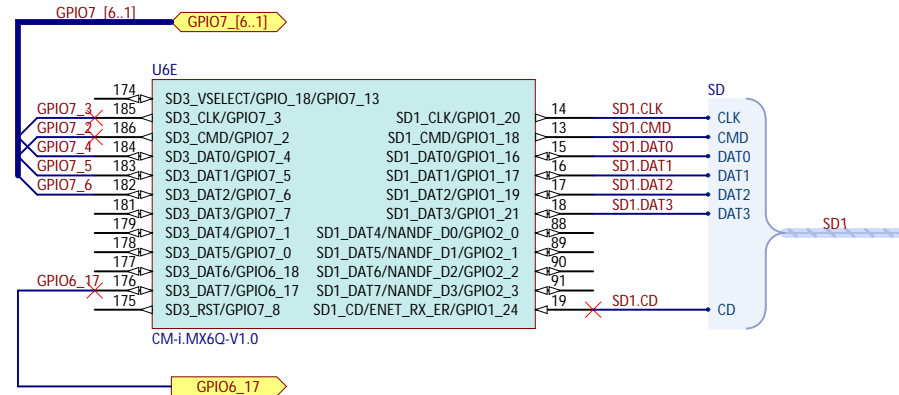 GPIO7_[6..1]
GPIO7_[6..1]
U6E
SD
174 SD3_VSELECT/GPIO_18/GPIO7_13
GPIO7_3 185 SD3_CLK/GPIO7_3 SD1_CLK/GPIO1_20 14 SD1.CLK CLK
GPIO7_2 186 SD3_CMD/GPIO7_2 SD1_CMD/GPIO1_18 13 SD1.CMD CMD
GPIO7_4 184 SD3_DAT0/GPIO7_4 SD1_DAT0/GPIO1_16 15 SD1.DAT0 DAT0
GPIO7_5 183 SD3_DAT1/GPIO7_5 SD1_DAT1/GPIO1_17 16 SD1.DAT1 DAT1
GPIO7_6 182 SD3_DAT2/GPIO7_6 SD1_DAT2/GPIO1_19 17 SD1.DAT2 DAT2
181 SD3_DAT3/GPIO7_7 SD1_DAT3/GPIO1_21 18 SD1.DAT3 DAT3
179 SD3_DAT4/GPIO7_1 SD1_DAT4/NANDF_D0/GPIO2_0 88 SD1
178 SD3_DAT5/GPIO7_0 SD1_DAT5/NANDF_D1/GPIO2_1 89
177 SD3_DAT6/GPIO6_18 SD1_DAT6/NANDF_D2/GPIO2_2 90
GPIO6_17 176 SD3_DAT7/GPIO6_17 SD1_DAT7/NANDF_D3/GPIO2_3 91
175 SD3_RST/GPIO7_8 SD1_CD/ENET_RX_ER/GPIO1_24 19 SD1.CD CD
CM-i.MX6Q-V1.0
GPIO6_17